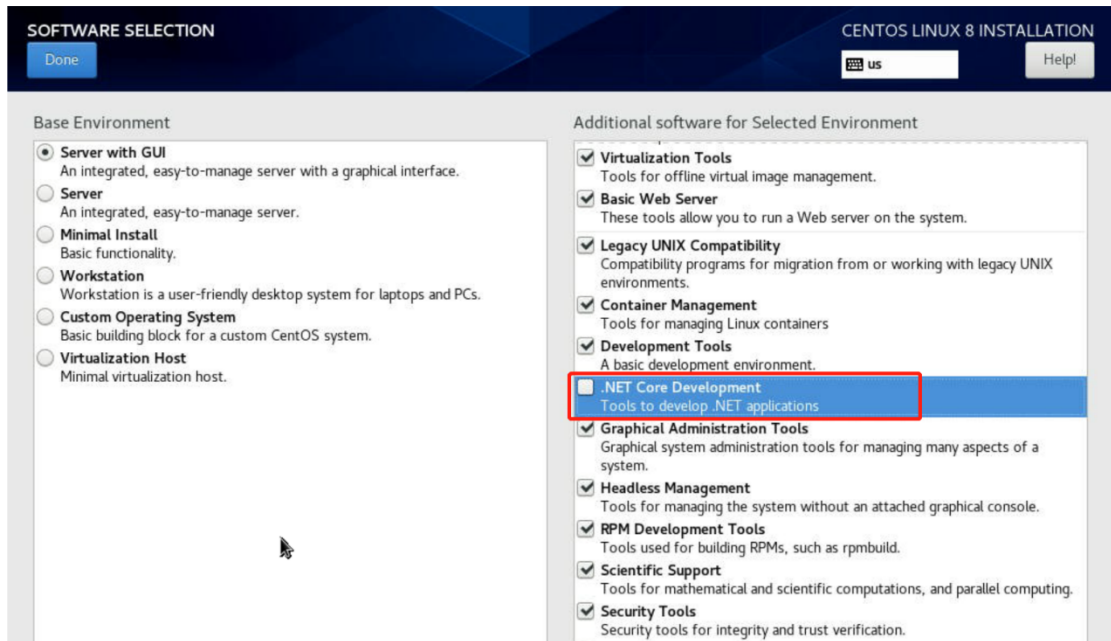 SOFTWARE SELECTION
CENTOS LINUX 8 INSTALLATION
Done
us
Help!
Base Environment
Server with GUI
An integrated, easy-to-manage server with a graphical interface.
Server
An integrated, easy-to-manage server.
Minimal Install
Basic functionality.
Workstation
Workstation is a user-friendly desktop system for laptops and PCs.
Custom Operating System
Basic building block for a custom CentOS system.
Virtualization Host
Minimal virtualization host.
Additional software for Selected Environment
Virtualization Tools
Tools for offline virtual image management.
Basic Web Server
These tools allow you to run a Web server on the system.
Legacy UNIX Compatibility
Compatibility programs for migration from or working with legacy UNIX
environments.
Container Management
Tools for managing Linux containers
Development Tools
A basic development environment.
.NET Core Development
Tools to develop .NET applications
Graphical Administration Tools
Graphical system administration tools for managing many aspects of a
system.
Headless Management
Tools for managing the system without an attached graphical console.
RPM Development Tools
Tools used for building RPMs, such as rpmbuild.
Scientific Support
Tools for mathematical and scientific computations, and parallel computing.
Security Tools
Security tools for integrity and trust verification.